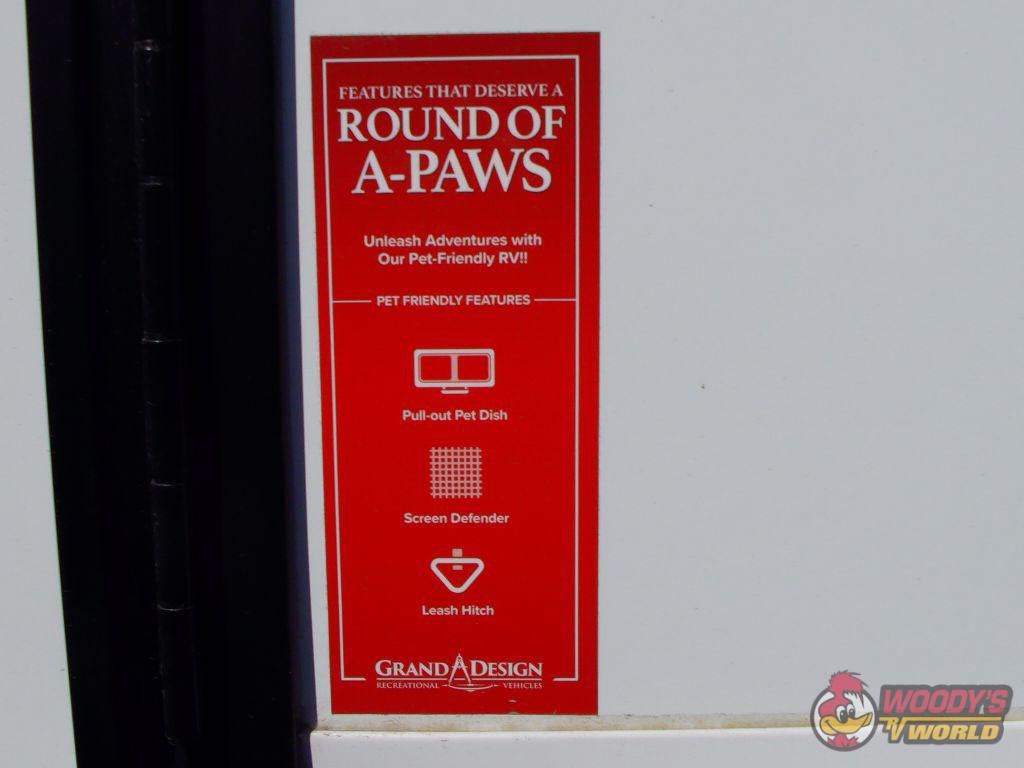 FEATURES THAT DESERVE A
ROUND OF
A-PAWS
Unleash Adventures with
Our Pet-Friendly RV!!
PET FRIENDLY FEATURES
Pull-out Pet Dish
Screen Defender
Leash Hitch
GRAND DESIGN
RECREATIONAL VEHICLES
WOODY'S
RV WORLD